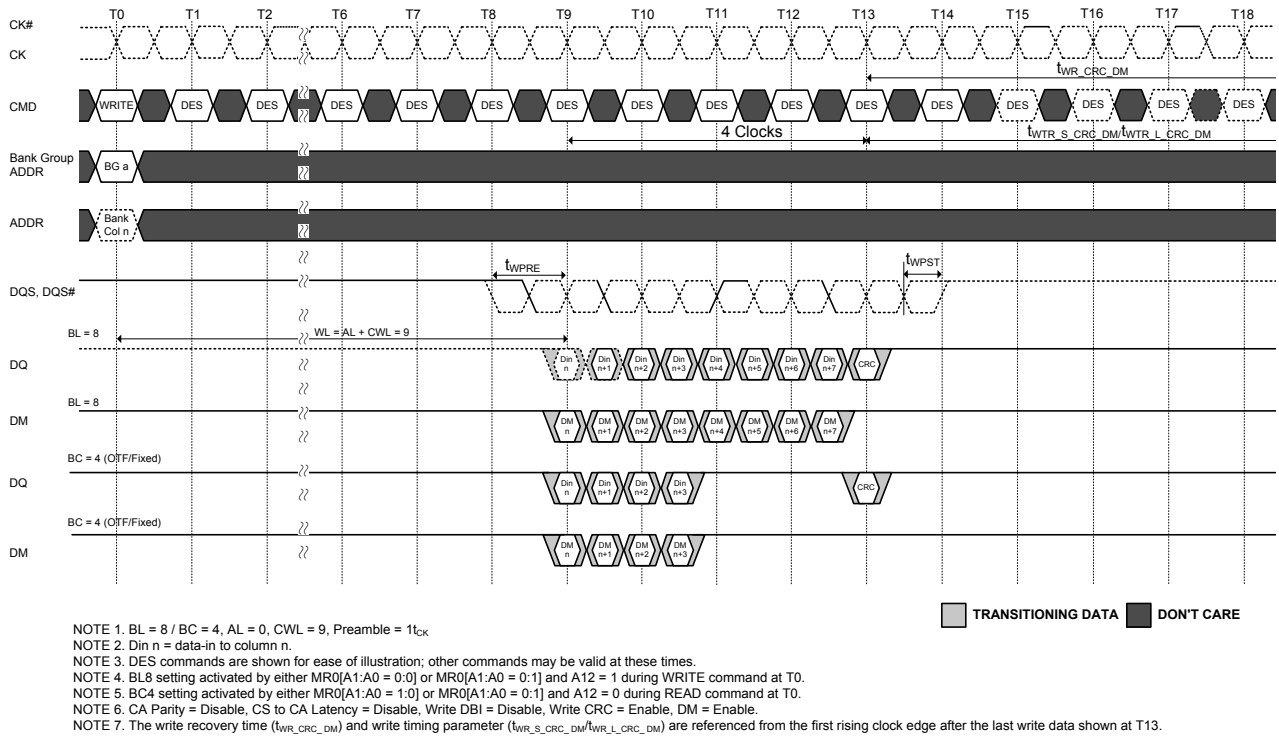 T0 T1 T2 T6 T7 T8 T9 T10 T11 T12 T13 T14 T15 T16 T17 T18
CK#
CK
tWR_CRC_DM
CMD WRITE DES DES DES DES DES DES DES DES DES DES DES DES DES DES DES
4 Clocks tWTR_S_CRC_DM/tWTR_L_CRC_DM
Bank Group
ADDR
BG a
ADDR
Bank
Col n
tWPRE tWPST
DQS, DQS#
BL = 8 WL = AL + CWL = 9
DQ
Din n Din n+1 Din n+2 Din n+3 Din n+4 Din n+5 Din n+6 Din n+7 CRC
BL = 8
DM
DM n DM n+1 DM n+2 DM n+3 DM n+4 DM n+5 DM n+6 DM n+7
BC = 4 (OTF/Fixed)
DQ
Din n Din n+1 Din n+2 Din n+3 CRC
BC = 4 (OTF/Fixed)
DM
DM n DM n+1 DM n+2 DM n+3
TRANSITIONING DATA DON'T CARE
NOTE 1. BL = 8 / BC = 4, AL = 0, CWL = 9, Preamble = 1tCK
NOTE 2. Din n = data-in to column n.
NOTE 3. DES commands are shown for ease of illustration; other commands may be valid at these times.
NOTE 4. BL8 setting activated by either MR0[A1:A0 = 0:0] or MR0[A1:A0 = 0:1] and A12 = 1 during WRITE command at T0.
NOTE 5. BC4 setting activated by either MR0[A1:A0 = 1:0] or MR0[A1:A0 = 0:1] and A12 = 0 during READ command at T0.
NOTE 6. CA Parity = Disable, CS to CA Latency = Disable, Write DBI = Disable, Write CRC = Enable, DM = Enable.
NOTE 7. The write recovery time (tWR_CRC_DM) and write timing parameter (tWR_S_CRC_DM/tWR_L_CRC_DM) are referenced from the first rising clock edge after the last write data shown at T13.